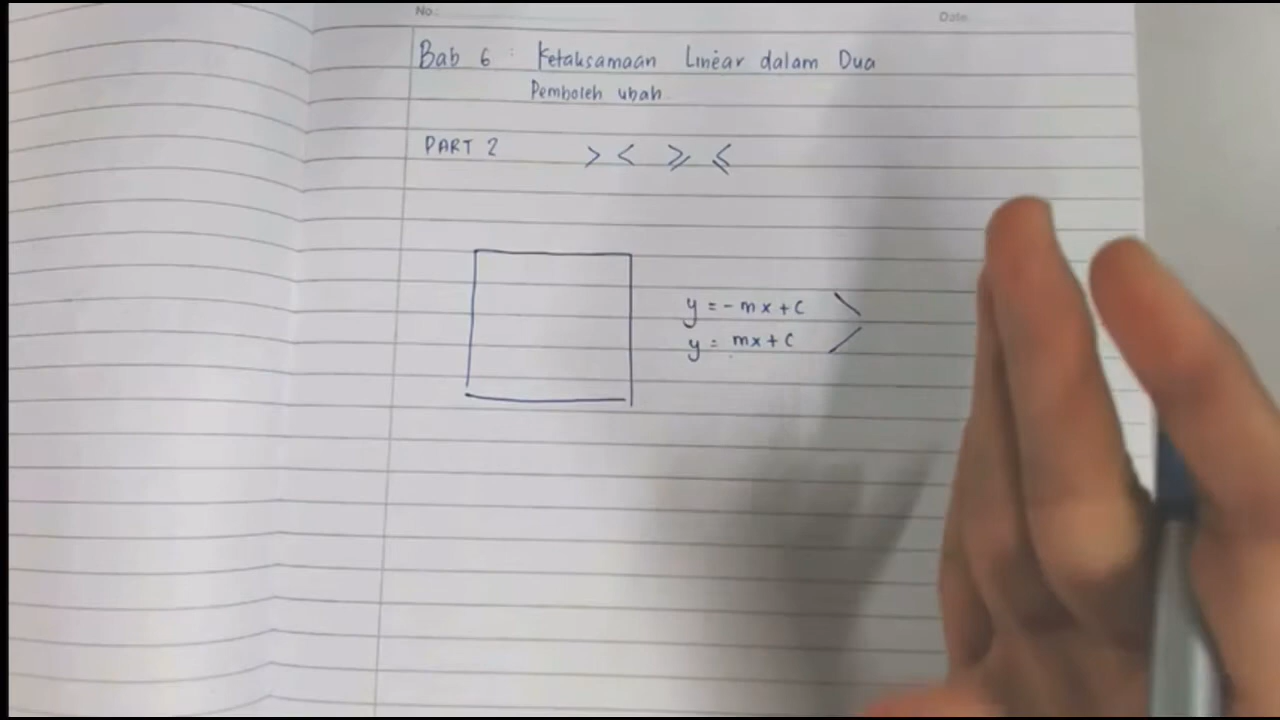 No.: Date
Bab 6 : Ketaksamaan Linear dalam Dua
Pemboleh ubah
PART 2 > < ⩾ ⩽
y = - mx + c \
y = mx + c /